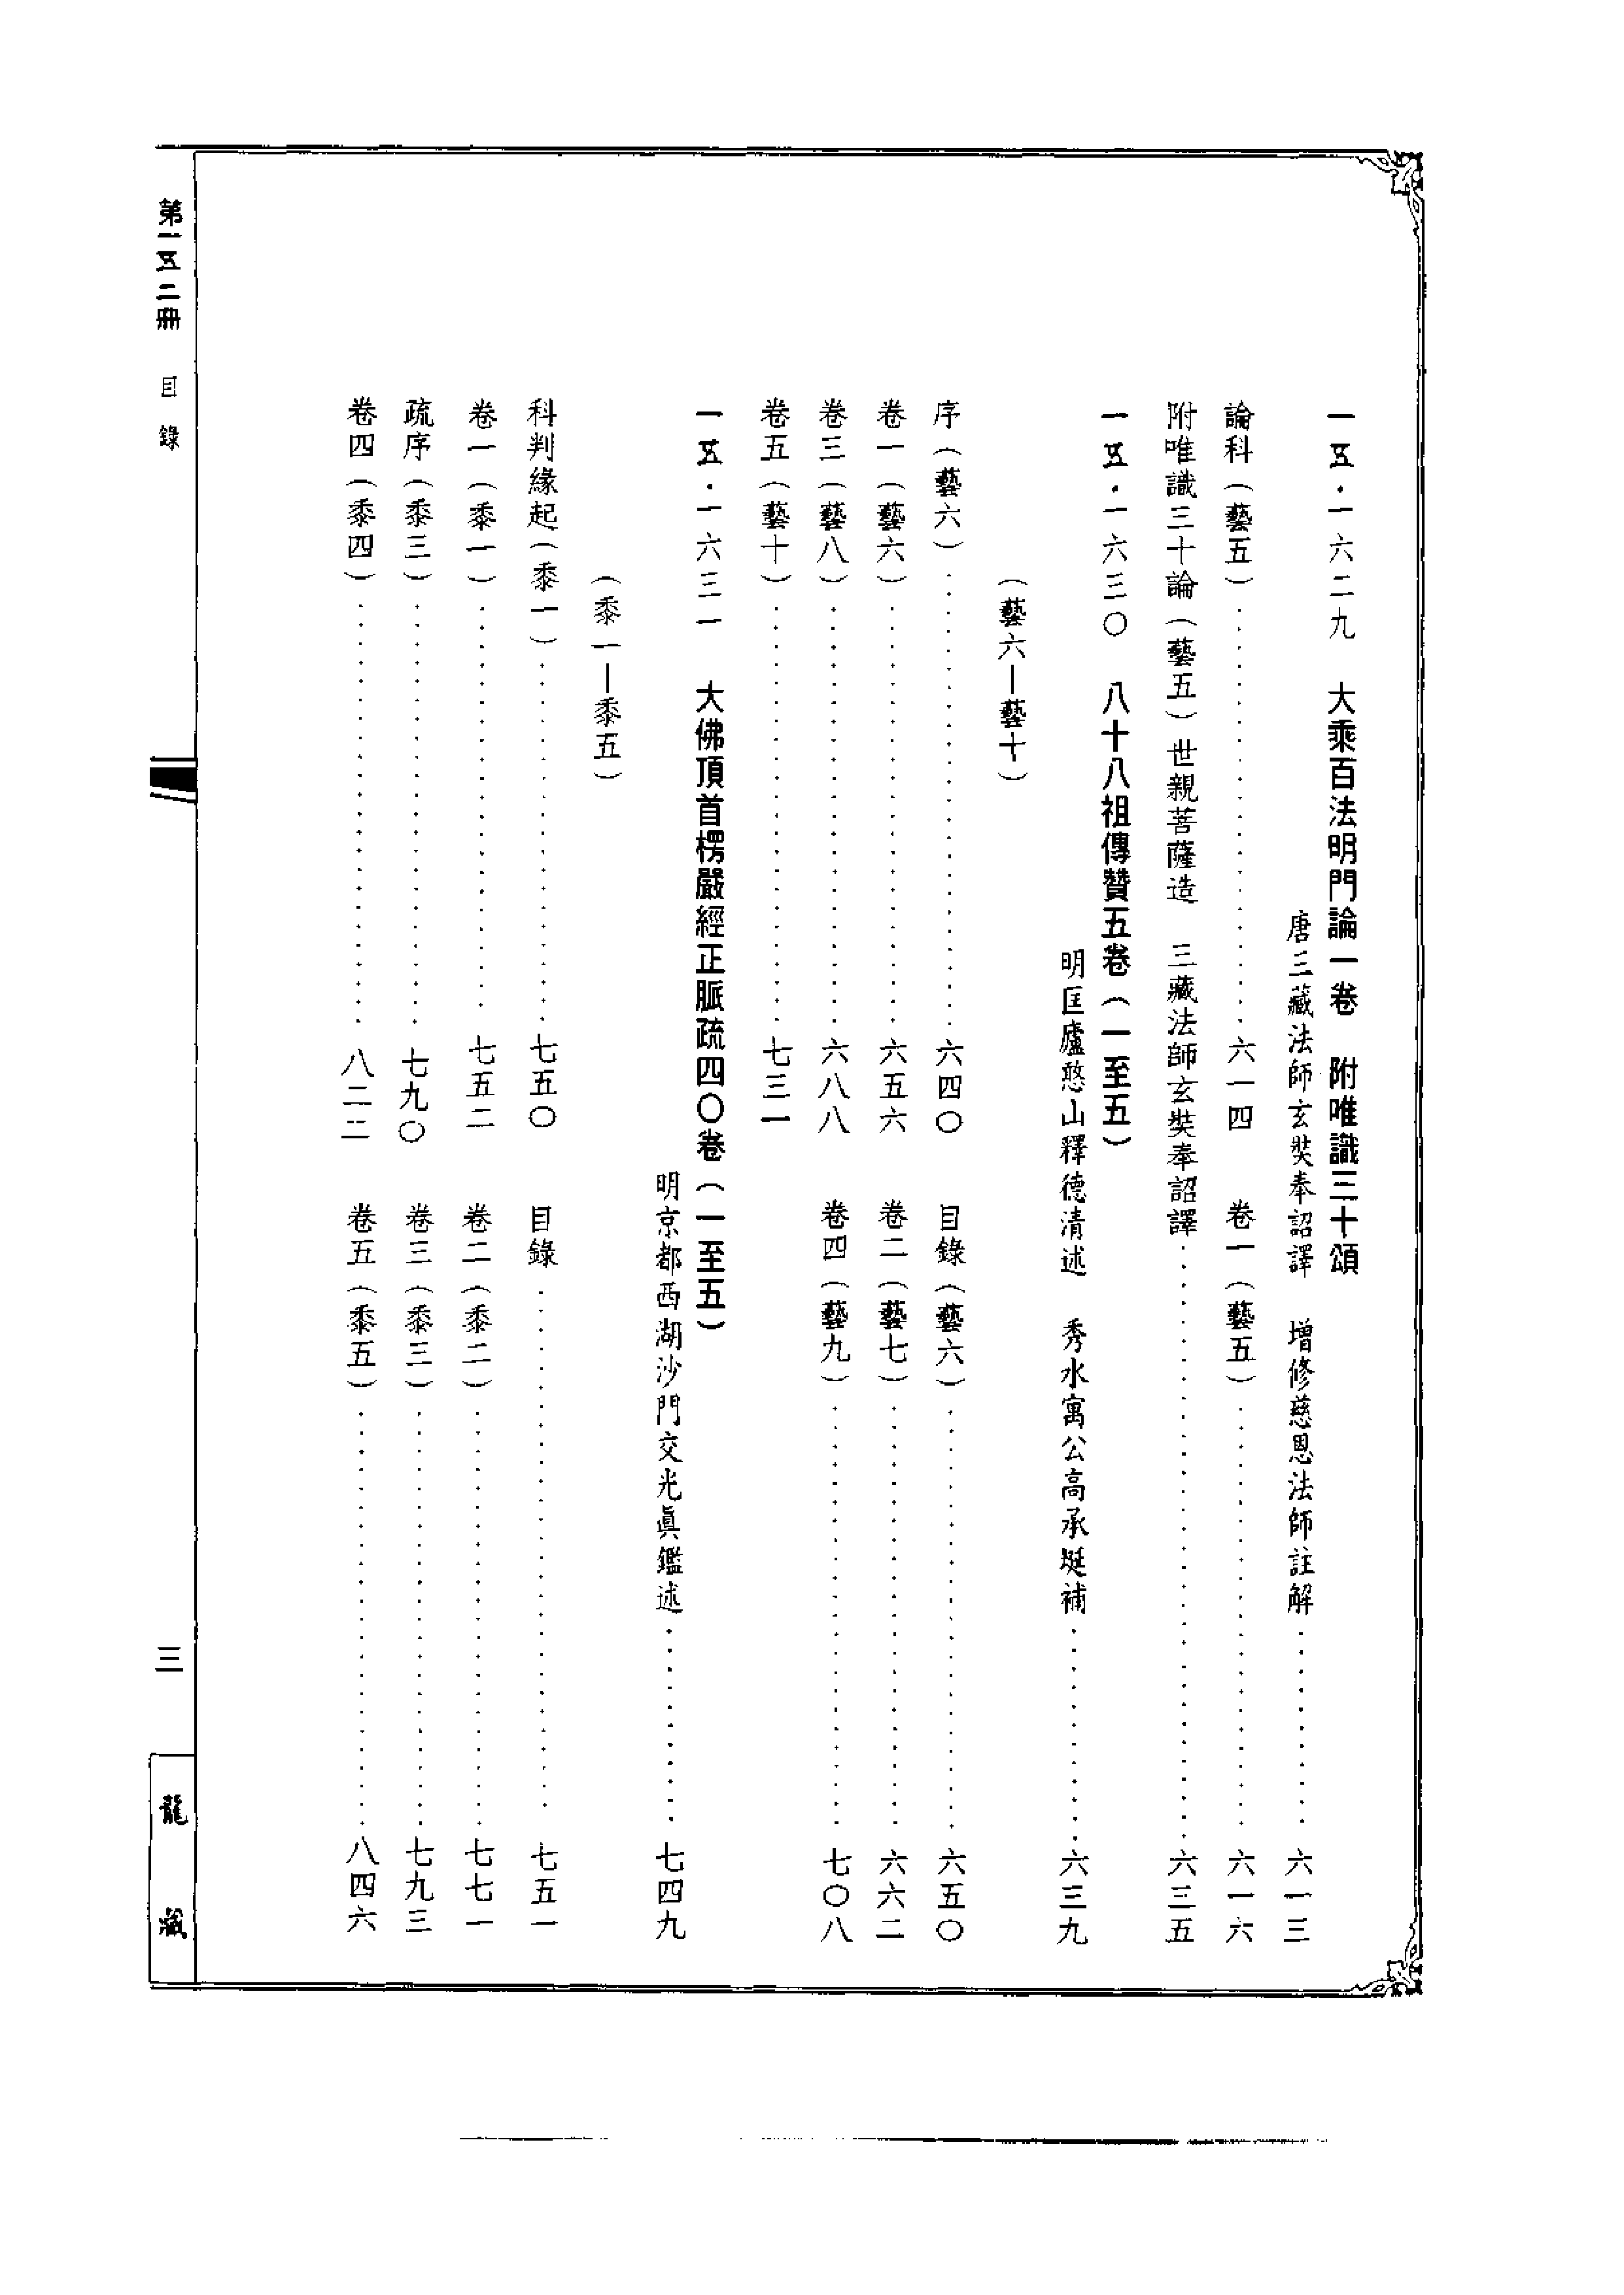 一五·一六二九　大乘百法明門論一卷　附唯識三十頌
唐三藏法師玄奘奉詔譯　增修慈恩法師註解…………六一三
論科（藝五）…………六一四　卷一（藝五）…………六一六
附唯識三十論（藝五）世親菩薩造　三藏法師玄奘奉詔譯…………六三五
一五·一六三〇　八十八祖傳贊五卷（一至五）
明匡廬憨山釋德清述　秀水寓公高承埏補…………六三九
（藝六—藝十）
序（藝六）…………六四〇　目錄（藝六）…………六五〇
卷一（藝六）…………六五六　卷二（藝七）…………六六二
卷三（藝八）…………六八八　卷四（藝九）…………七〇八
卷五（藝十）…………七三一
一五·一六三一　大佛頂首楞嚴經正脈疏四〇卷（一至五）
明京都西湖沙門交光眞鑑述…………七四九
（黍一—黍五）
科判緣起（黍一）…………七五〇　目錄…………七五一
卷一（黍一）…………七五二　卷二（黍二）…………七七一
疏序（黍三）…………七九〇　卷三（黍三）…………七九三
卷四（黍四）…………八二二　卷五（黍五）…………八四六
第一五二冊　目錄
三
龍藏